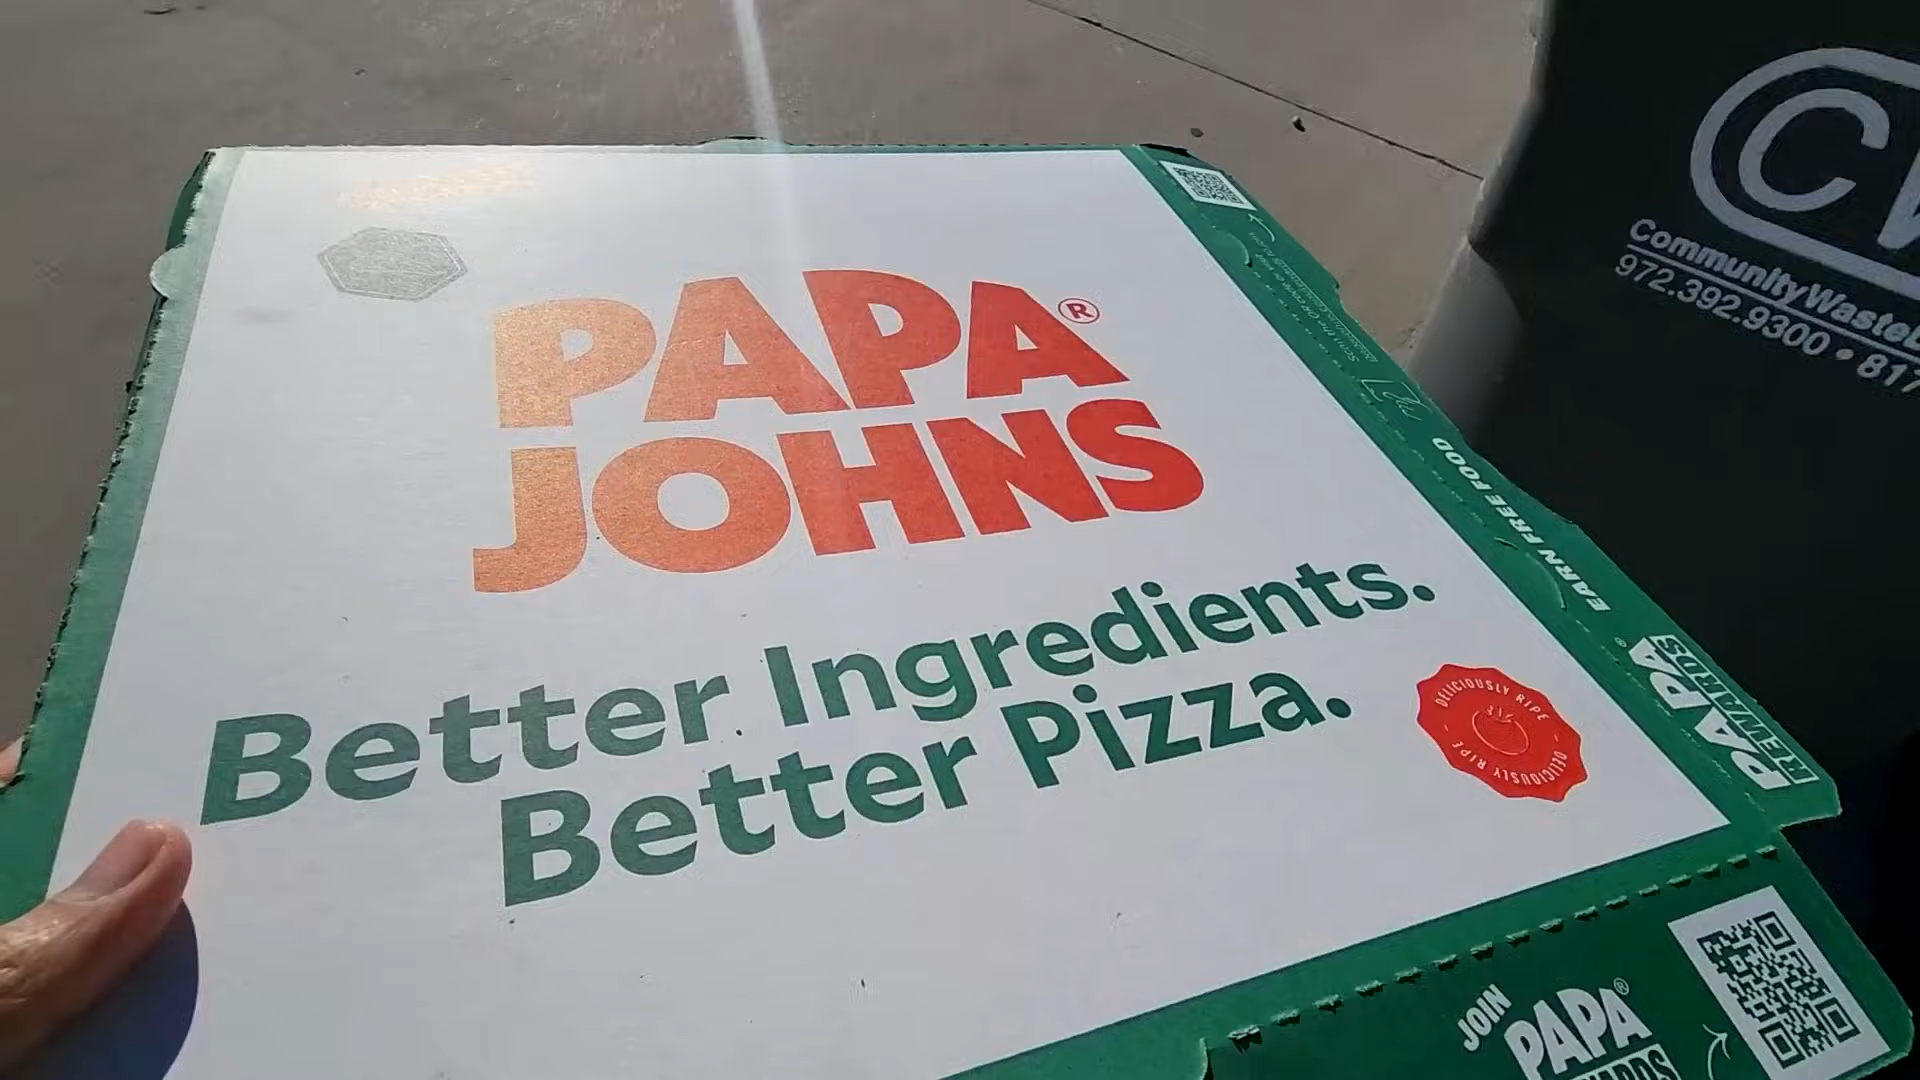 PAPA®
JOHNS
Better Ingredients.
Better Pizza.
DELICIOUSLY RIPE - DELICIOUSLY RIPE -
EARN FREE FOOD
PAPA®
REWARDS
JOIN
PAPA®
CommunityWaste
972.392.9300 • 817